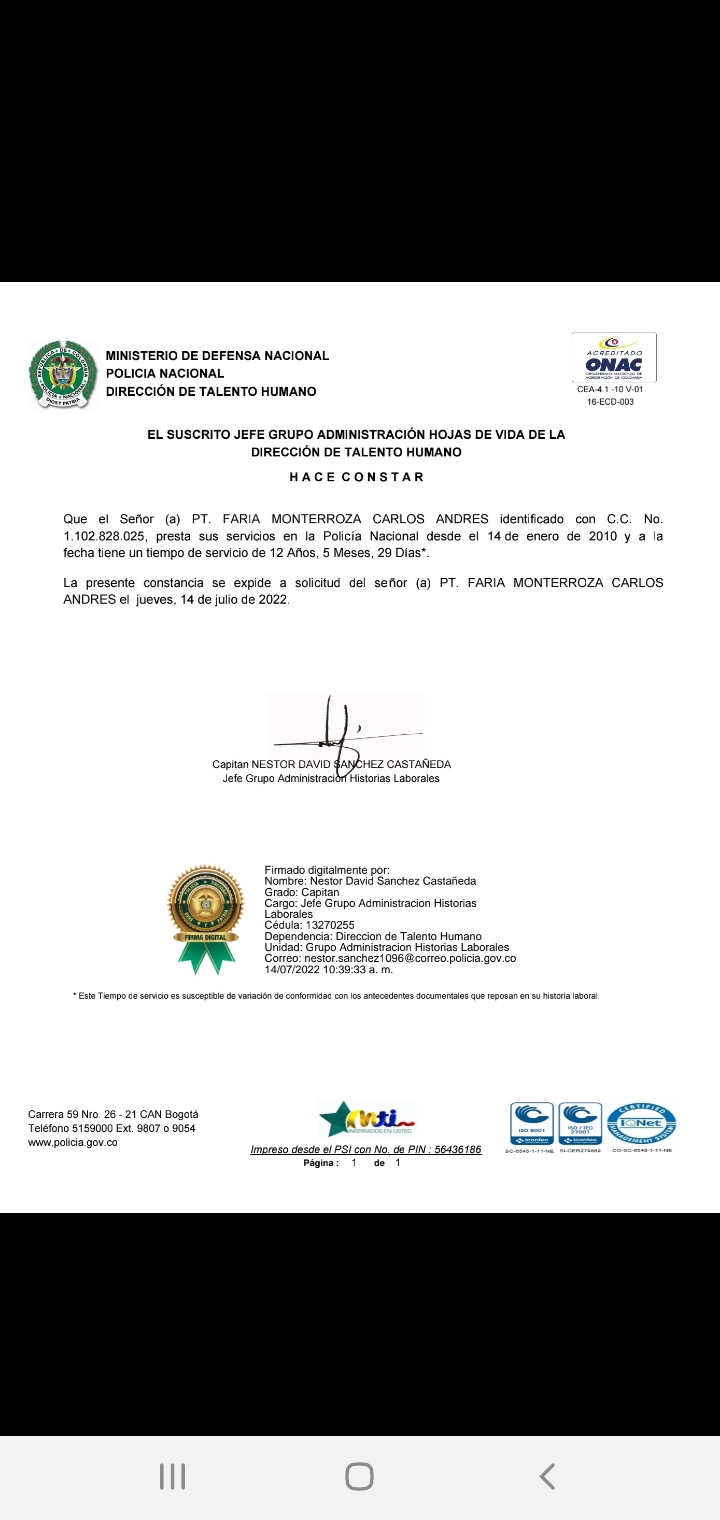 MINISTERIO DE DEFENSA NACIONAL
POLICIA NACIONAL
DIRECCIÓN DE TALENTO HUMANO
ACREDITADO
ONAC
ORGANISMO NACIONAL DE
ACREDITACIÓN DE COLOMBIA
CEA-4.1 -10 V-01
16-ECD-003
EL SUSCRITO JEFE GRUPO ADMINISTRACIÓN HOJAS DE VIDA DE LA
DIRECCIÓN DE TALENTO HUMANO
H A C E C O N S T A R
Que el Señor (a) PT. FARIA MONTERROZA CARLOS ANDRES identificado con C.C. No.
1.102.828.025, presta sus servicios en la Policía Nacional desde el 14 de enero de 2010 y a la
fecha tiene un tiempo de servicio de 12 Años, 5 Meses, 29 Días*.
La presente constancia se expide a solicitud del señor (a) PT. FARIA MONTERROZA CARLOS
ANDRES el jueves, 14 de julio de 2022.
Capitan NESTOR DAVID SANCHEZ CASTAÑEDA
Jefe Grupo Administración Historias Laborales
FIRMA DIGITAL
Firmado digitalmente por:
Nombre: Nestor David Sanchez Castañeda
Grado: Capitan
Cargo: Jefe Grupo Administracion Historias
Laborales
Cédula: 13270255
Dependencia: Direccion de Talento Humano
Unidad: Grupo Administracion Historias Laborales
Correo: nestor.sanchez1096@correo.policia.gov.co
14/07/2022 10:39:33 a. m.
* Este Tiempo de servicio es susceptible de variación de conformidad con los antecedentes documentales que reposan en su historia laboral.
Carrera 59 Nro. 26 - 21 CAN Bogotá
Teléfono 5159000 Ext. 9807 o 9054
www.policia.gov.co
INSPIRADOS EN USTED
Impreso desde el PSI con No. de PIN : 56436186
Página : 1 de 1
ISO 9001
icontec
ISO / IEC
27001
icontec
CERTIFIED
IQNet
MANAGEMENT SYSTEM
SC-6545-1-11-NE
CO-SC-6545-1-11-NE